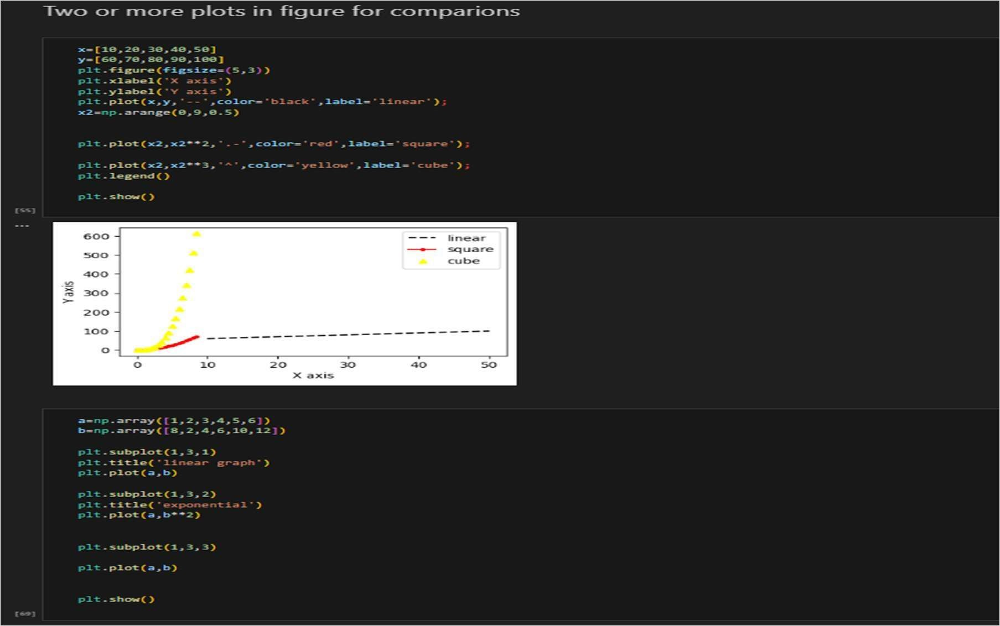 Two or more plots in figure for comparions
x=[10,20,30,40,50]
y=[60,70,80,90,100]
plt.figure(figsize=(5,3))
plt.xlabel('X axis')
plt.ylabel('Y axis')
plt.plot(x,y,'--',color='black',label='linear');
x2=np.arange(0,9,0.5)
plt.plot(x2,x2**2,'.-',color='red',label='square');
plt.plot(x2,x2**3,'^',color='yellow',label='cube');
plt.legend()
plt.show()
[55]
...
600
500
400
300
200
100
0
Y axis
linear
square
cube
0 10 20 30 40 50
X axis
a=np.array([1,2,3,4,5,6])
b=np.array([8,2,4,6,10,12])
plt.subplot(1,3,1)
plt.title('linear graph')
plt.plot(a,b)
plt.subplot(1,3,2)
plt.title('exponential')
plt.plot(a,b**2)
plt.subplot(1,3,3)
plt.plot(a,b)
plt.show()
[69]